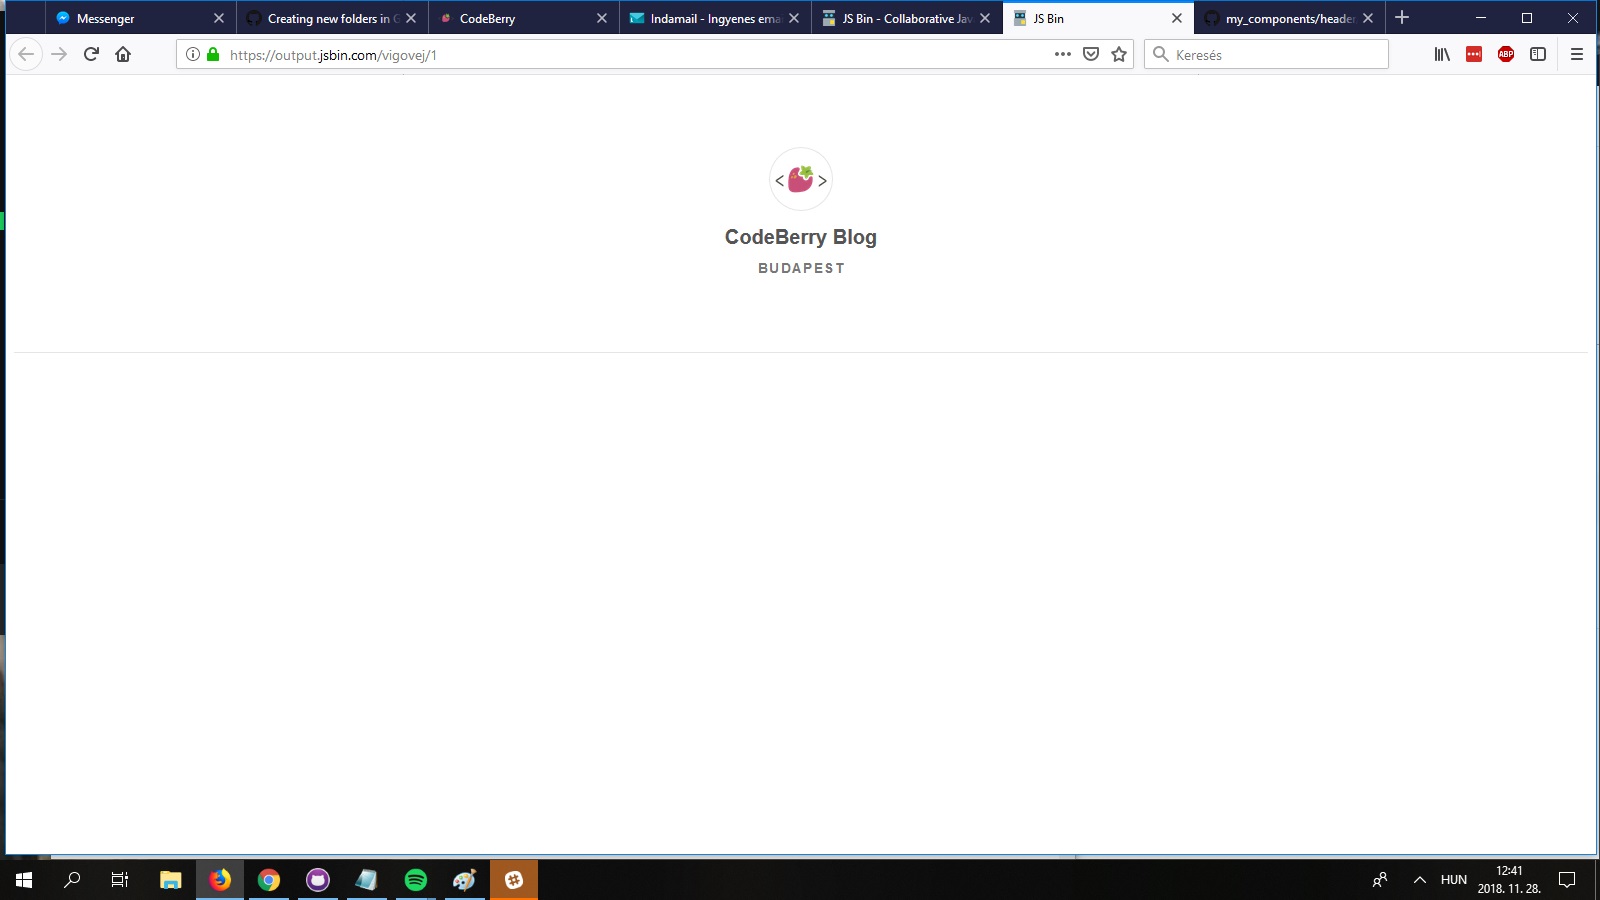 Messenger
Creating new folders in G
CodeBerry
Indamail - Ingyenes ema
JS Bin - Collaborative Jav
JS Bin
my_components/header
https://output.jsbin.com/vigovej/1
Keresés
ABP
< >
CodeBerry Blog
BUDAPEST
HUN
12:41
2018. 11. 28.